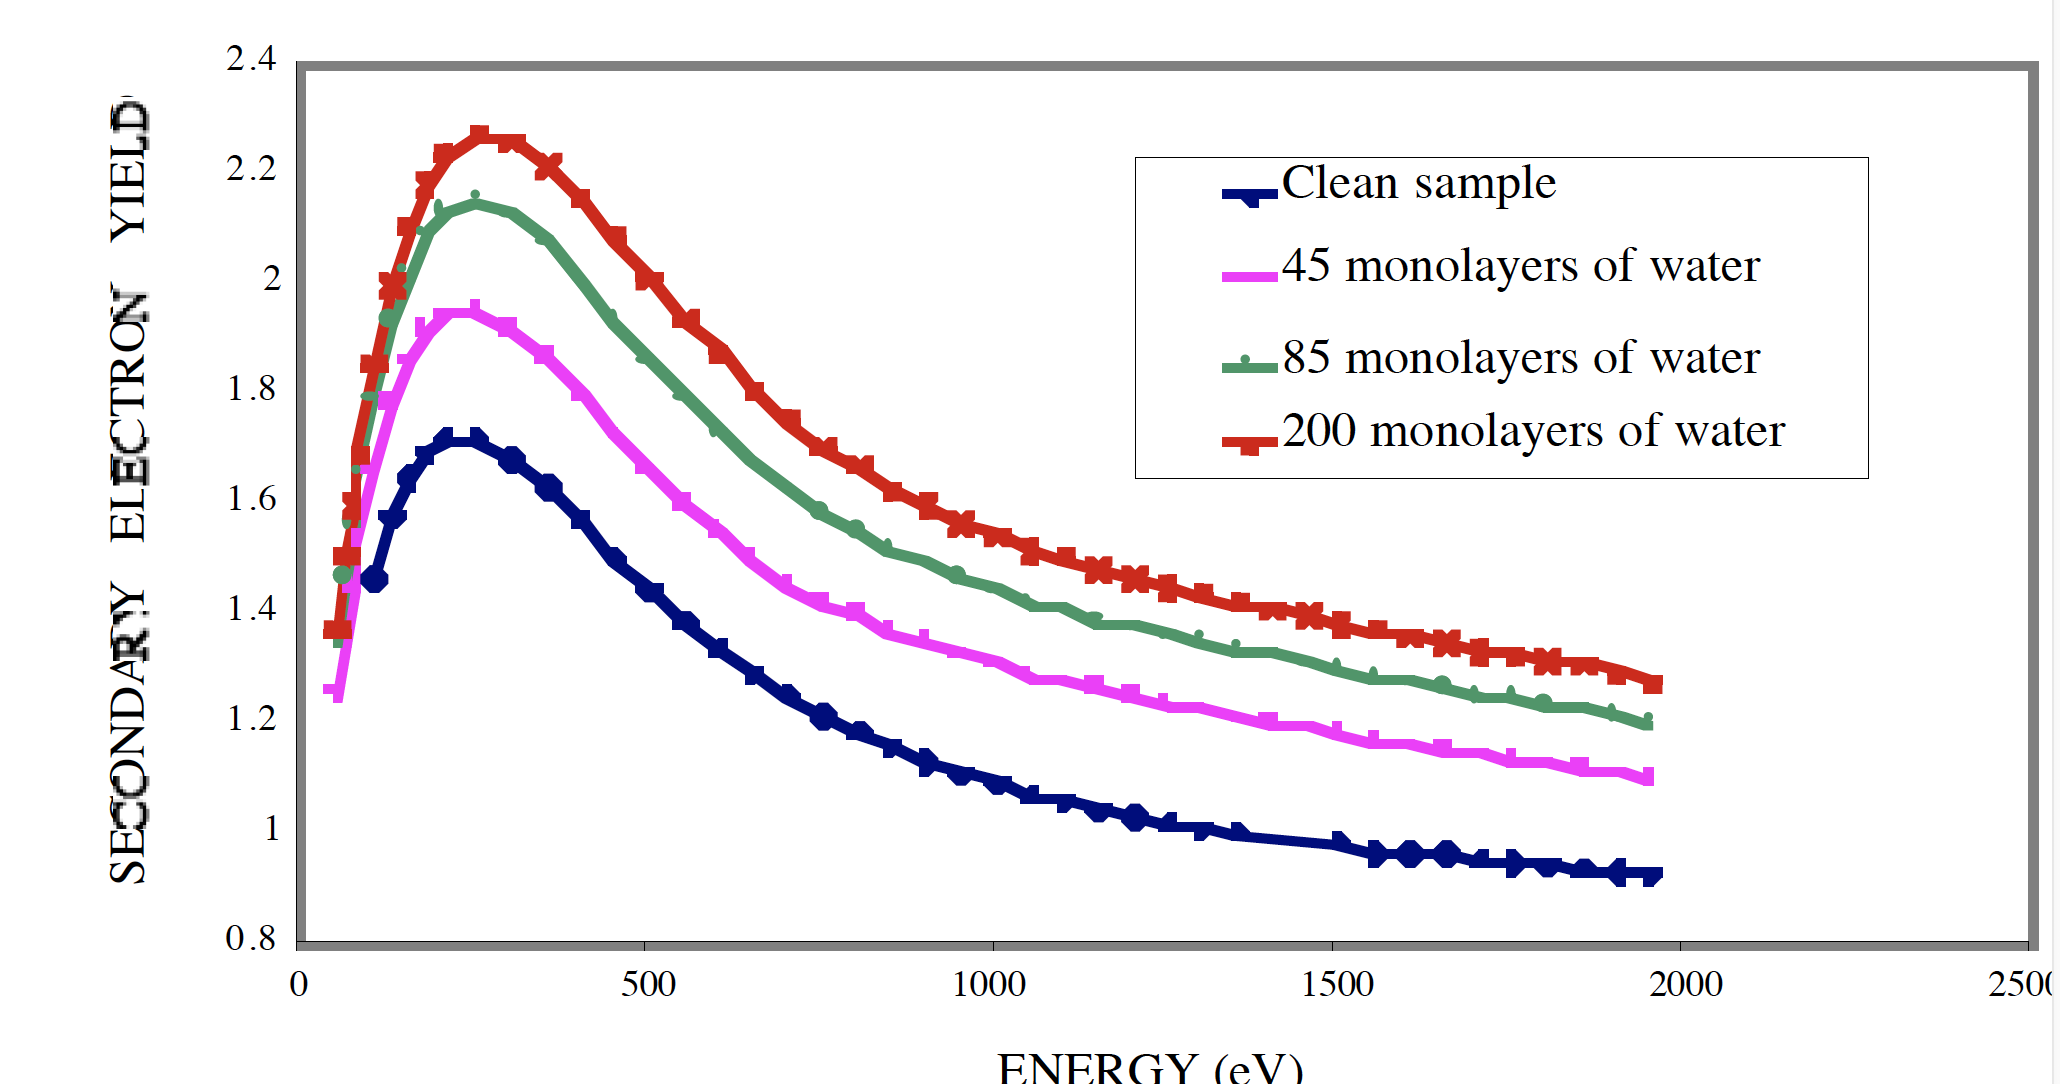 SECONDARY ELECTRON YIELD
2.4
2.2
2
1.8
1.6
1.4
1.2
1
0.8
Clean sample
45 monolayers of water
85 monolayers of water
200 monolayers of water
0 500 1000 1500 2000 2500
ENERGY (eV)